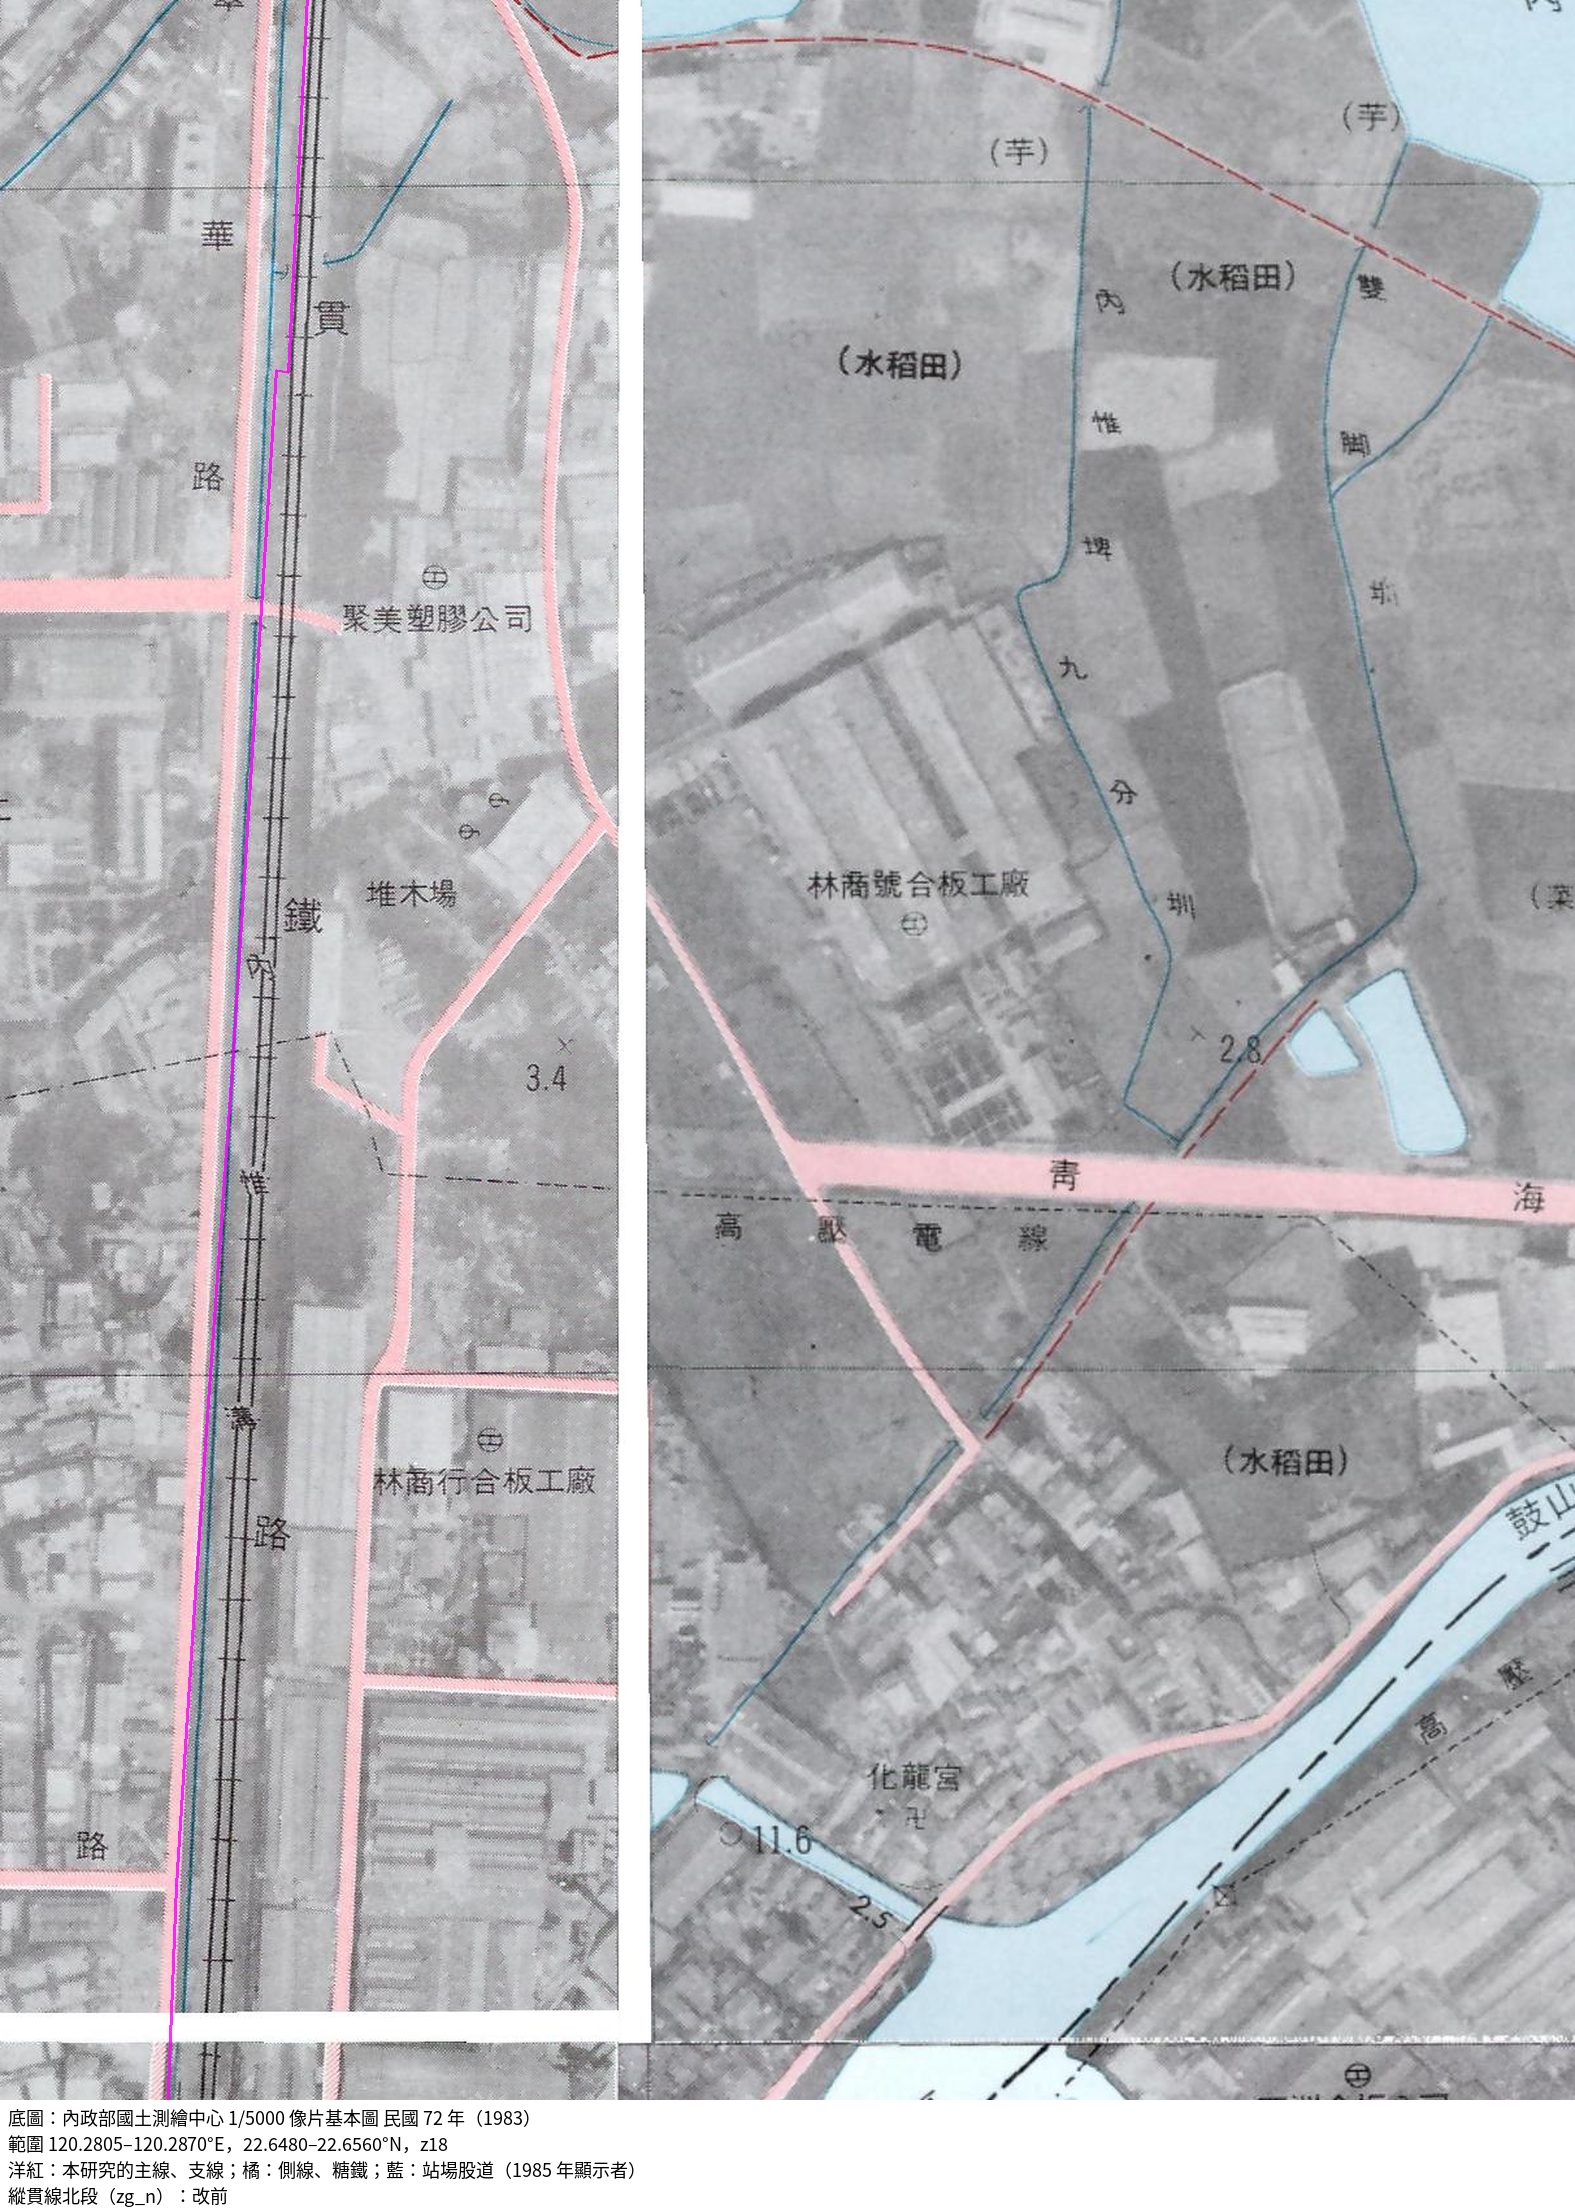 華
貫
路
聚美塑膠公司
堆木場
鐵
內
3.4
惟
溝
林商行合板工廠
路
路
內
(芋)
(芋)
(水稻田)
雙
內
(水稻田)
惟
埤
圳
九
分
林商號合板工廠
圳
(菜
2.8
青
海
高壓電線
(水稻田)
鼓山
壓
高
化龍宮
11.6
2.5
底圖：內政部國土測繪中心 1/5000 像片基本圖 民國 72 年（1983）
範圍 120.2805–120.2870°E，22.6480–22.6560°N，z18
洋紅：本研究的主線、支線；橘：側線、糖鐵；藍：站場股道（1985 年顯示者）
縱貫線北段（zg_n）：改前